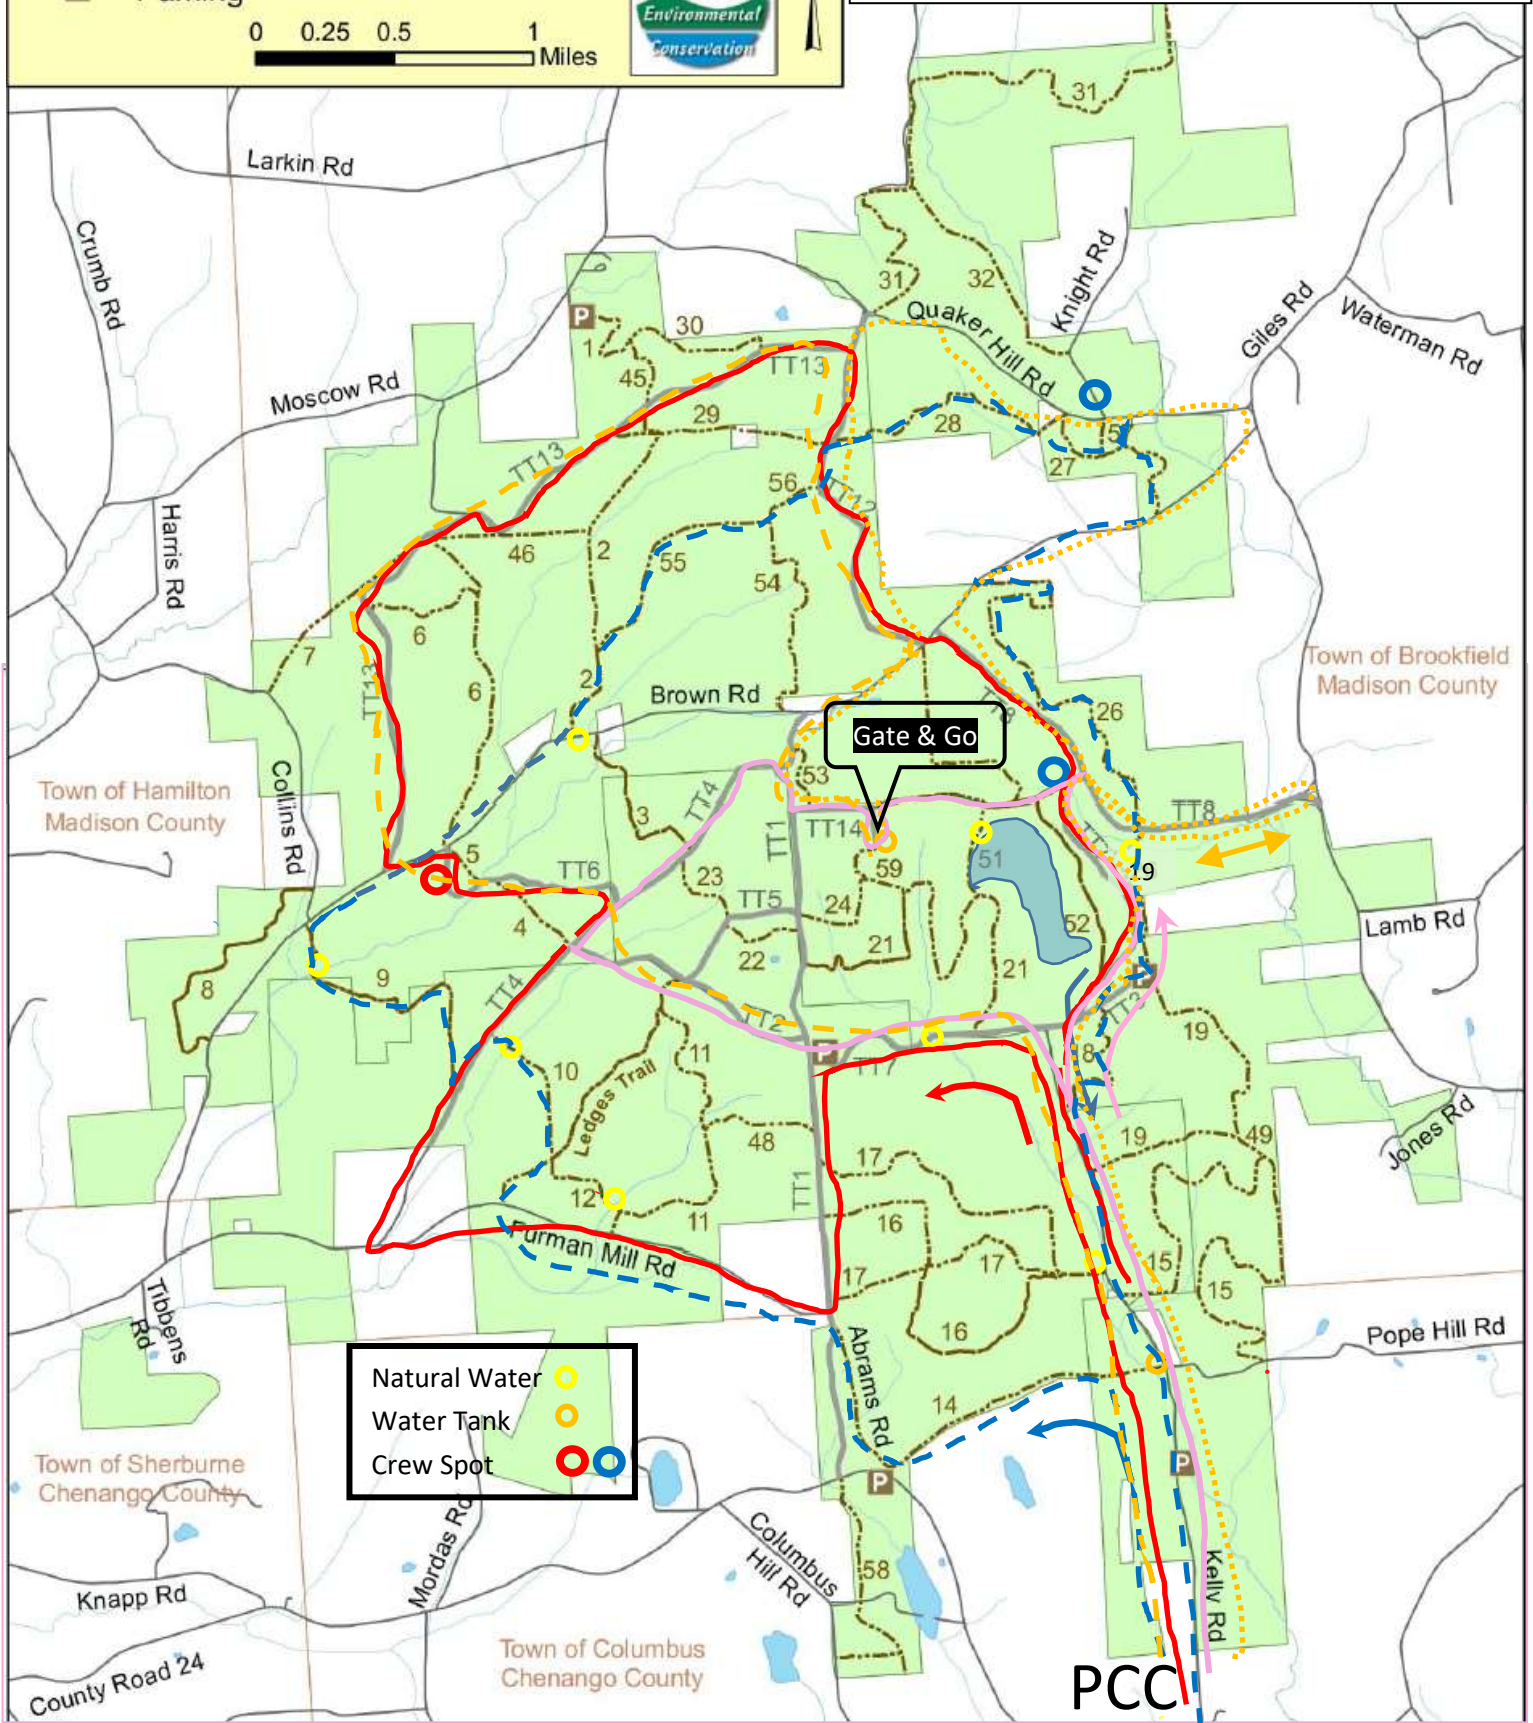 Environmental
Conservation
0 0.25 0.5 1
Miles
31
Larkin Rd
Crumb Rd
Knight Rd
31
32
Quaker Hill Rd
Giles Rd
Waterman Rd
P
30
1
TT13
45
Moscow Rd
29
28
5
27
TT13
56
Harris Rd
46
2
55
54
6
7
TT13
6
2
Brown Rd
26
Town of Brookfield
Madison County
Gate & Go
53
Town of Hamilton
Madison County
Collins Rd
3
TT4
TT1
TT14
TT8
51
59
19
5
TT6
23
TT5
24
52
Lamb Rd
4
22
21
21
8
9
TT4
TT2
P
TT3
19
P
TT7
8
10
11
Ledges Trail
48
19
49
Jones Rd
17
TT1
12
11
16
Furman Mill Rd
17
17
15
15
16
Tibbens
Rd
Pope Hill Rd
Abrams Rd
Natural Water
Water Tank
Crew Spot
14
P
P
Town of Sherburne
Chenango County
Mordas Rd
Columbus
Hill Rd
58
Kelly Rd
Knapp Rd
Town of Columbus
Chenango County
County Road 24
PCC